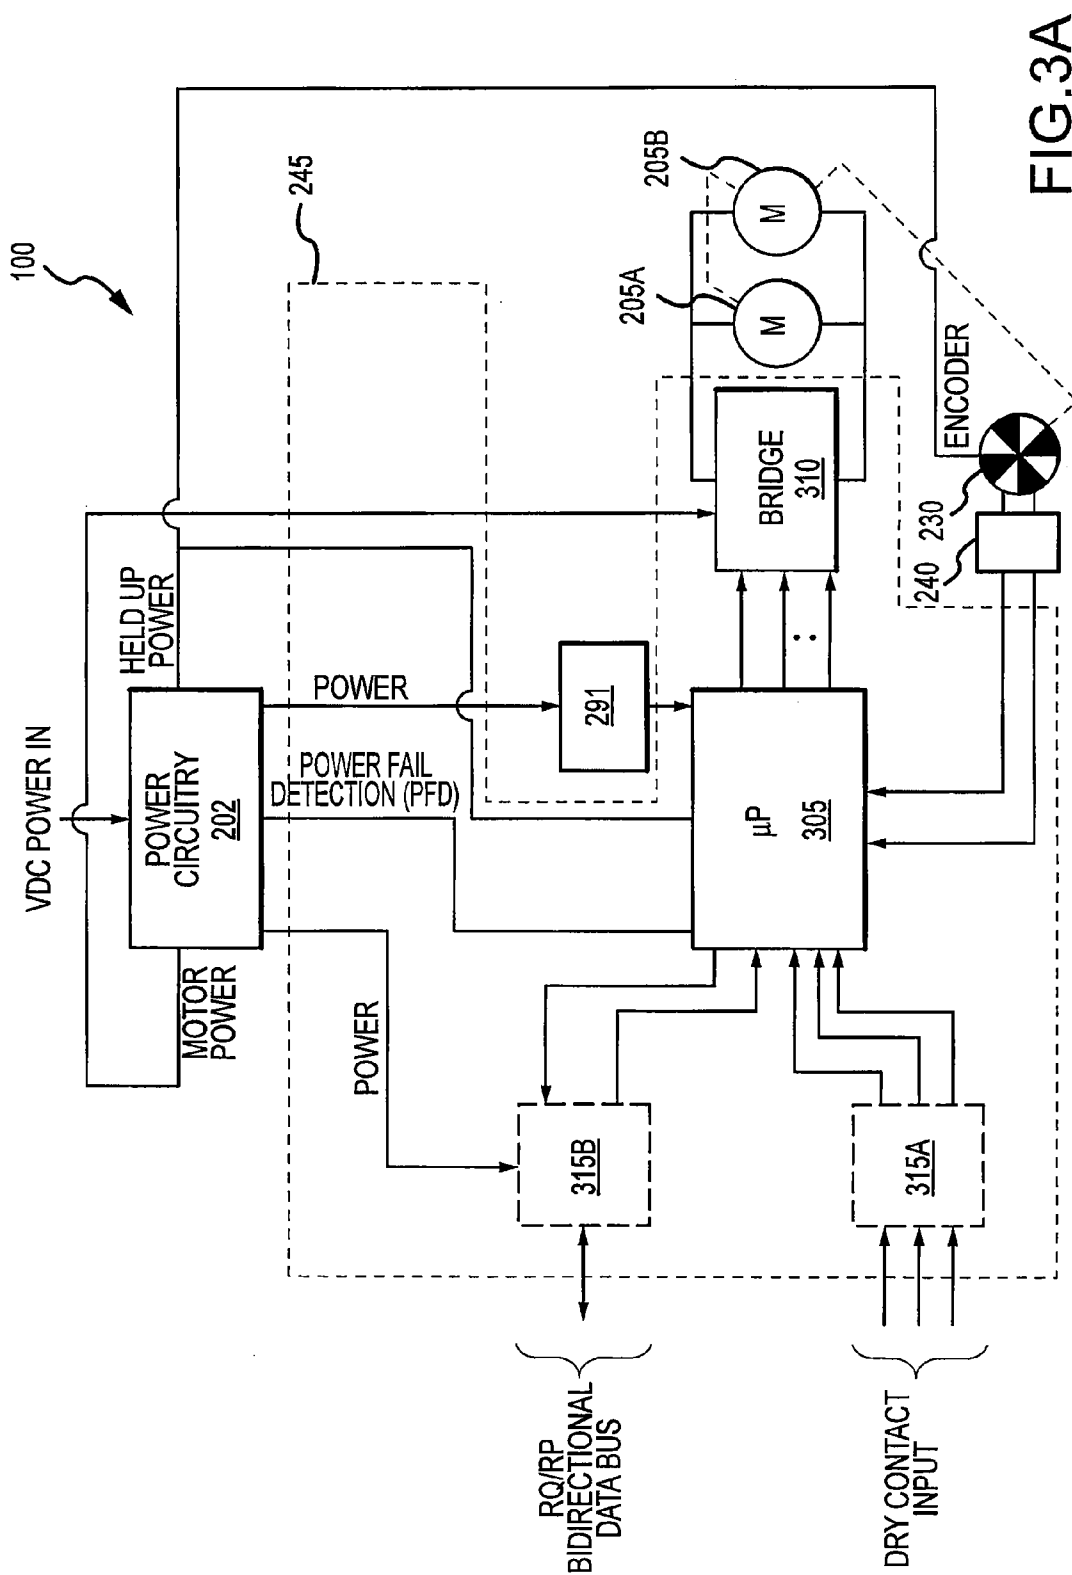 100
245
VDC POWER IN
HELD UP
POWER
POWER
CIRCUITRY
202
MOTOR
POWER
POWER
POWER FAIL
DETECTION (PFD)
POWER
291
205B
205A
M
M
BRIDGE
310
µP
305
ENCODER
230
240
315B
315A
RQ/RP
BIDIRECTIONAL
DATA BUS
DRY CONTACT
INPUT
FIG.3A